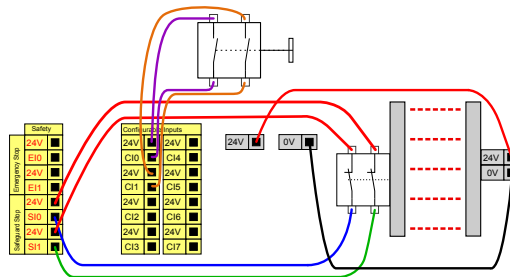 Safety
Emergency Stop
24V
EI0
24V
EI1
Safeguard Stop
24V
SI0
24V
SI1
Configurable Inputs
24V 24V
CI0 CI4
24V 24V
CI1 CI5
24V 24V
CI2 CI6
24V 24V
CI3 CI7
24V
0V
24V
0V